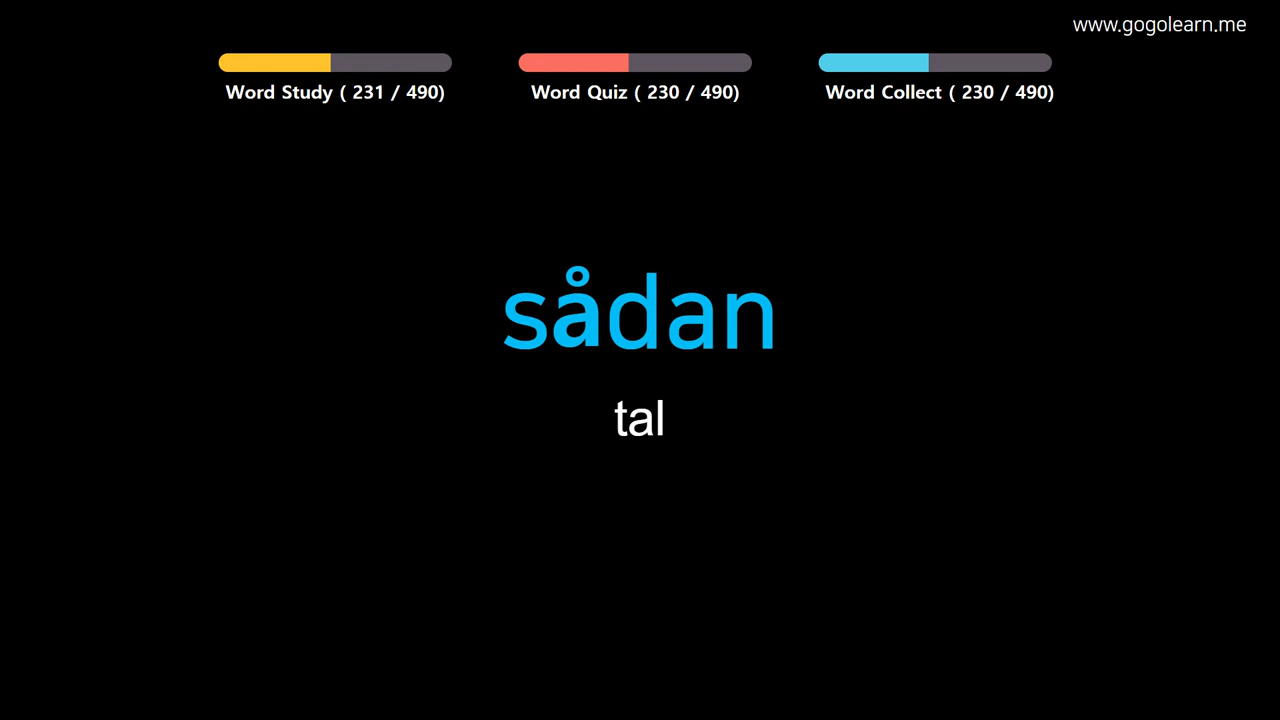 www.gogolearn.me
Word Study ( 231 / 490)
Word Quiz ( 230 / 490)
Word Collect ( 230 / 490)
sådan
tal